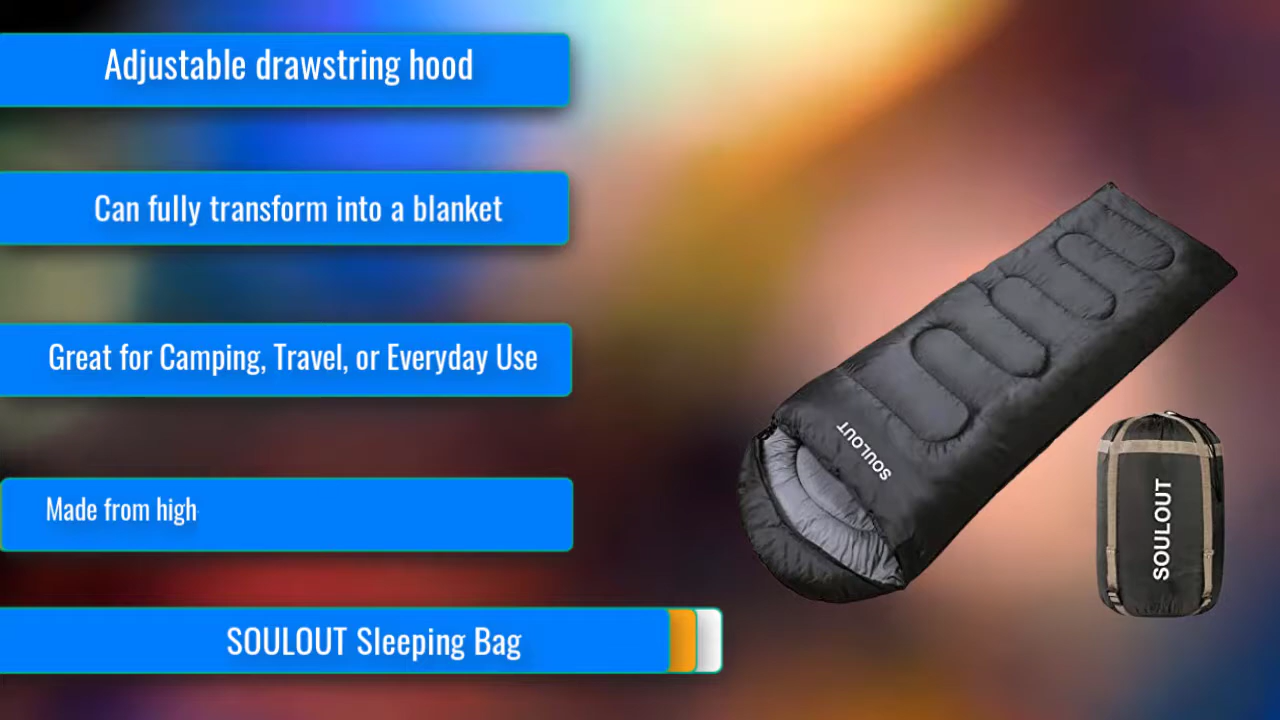 Adjustable drawstring hood
Can fully transform into a blanket
Great for Camping, Travel, or Everyday Use
Made from high
SOULOUT Sleeping Bag
SOULOUT
SOULOUT